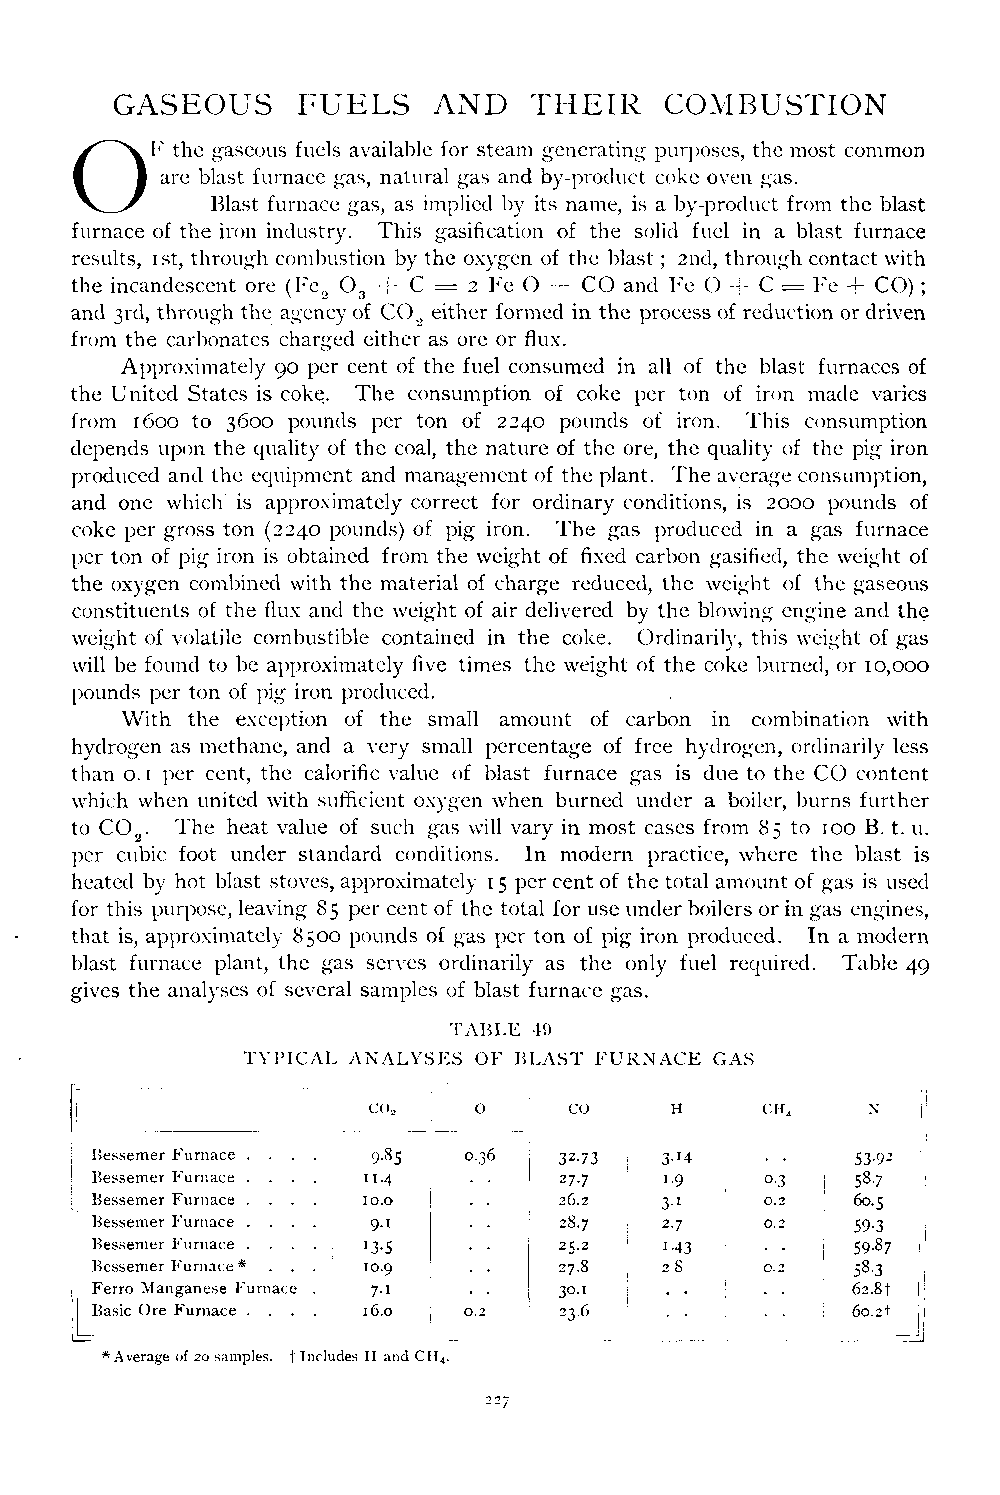 GASEOUS FUELS AND THEIR COMBUSTION
OF the gaseous fuels available for steam generating purposes, the most common
are blast furnace gas, natural gas and by-product coke oven gas.
Blast furnace gas, as implied by its name, is a by-product from the blast
furnace of the iron industry. This gasification of the solid fuel in a blast furnace
results, 1st, through combustion by the oxygen of the blast; 2nd, through contact with
the incandescent ore (Fe₂ O₃ + C = 2 Fe O — CO and Fe O + C = Fe + CO);
and 3rd, through the agency of CO₂ either formed in the process of reduction or driven
from the carbonates charged either as ore or flux.
Approximately 90 per cent of the fuel consumed in all of the blast furnaces of
the United States is coke. The consumption of coke per ton of iron made varies
from 1600 to 3600 pounds per ton of 2240 pounds of iron. This consumption
depends upon the quality of the coal, the nature of the ore, the quality of the pig iron
produced and the equipment and management of the plant. The average consumption,
and one which is approximately correct for ordinary conditions, is 2000 pounds of
coke per gross ton (2240 pounds) of pig iron. The gas produced in a gas furnace
per ton of pig iron is obtained from the weight of fixed carbon gasified, the weight of
the oxygen combined with the material of charge reduced, the weight of the gaseous
constituents of the flux and the weight of air delivered by the blowing engine and the
weight of volatile combustible contained in the coke. Ordinarily, this weight of gas
will be found to be approximately five times the weight of the coke burned, or 10,000
pounds per ton of pig iron produced.
With the exception of the small amount of carbon in combination with
hydrogen as methane, and a very small percentage of free hydrogen, ordinarily less
than 0.1 per cent, the calorific value of blast furnace gas is due to the CO content
which when united with sufficient oxygen when burned under a boiler, burns further
to CO₂. The heat value of such gas will vary in most cases from 85 to 100 B. t. u.
per cubic foot under standard conditions. In modern practice, where the blast is
heated by hot blast stoves, approximately 15 per cent of the total amount of gas is used
for this purpose, leaving 85 per cent of the total for use under boilers or in gas engines,
that is, approximately 8500 pounds of gas per ton of pig iron produced. In a modern
blast furnace plant, the gas serves ordinarily as the only fuel required. Table 49
gives the analyses of several samples of blast furnace gas.
TABLE 49
TYPICAL ANALYSES OF BLAST FURNACE GAS
CO₂ O CO H CH₄ N
Bessemer Furnace . . . . 9.85 0.36 32.73 3.14 . . 53.92
Bessemer Furnace . . . . 11.4 . . 27.7 1.9 0.3 58.7
Bessemer Furnace . . . . 10.0 . . 26.2 3.1 0.2 60.5
Bessemer Furnace . . . . 9.1 . . 28.7 2.7 0.2 59.3
Bessemer Furnace . . . . 13.5 . . 25.2 1.43 . . 59.87
Bessemer Furnace* . . . 10.9 . . 27.8 2.8 0.2 58.3
Ferro Manganese Furnace . 7.1 . . 30.1 . . . . 62.8†
Basic Ore Furnace . . . . 16.0 0.2 23.6 . . . . 60.2†
*Average of 20 samples. †Includes H and CH₄.
227